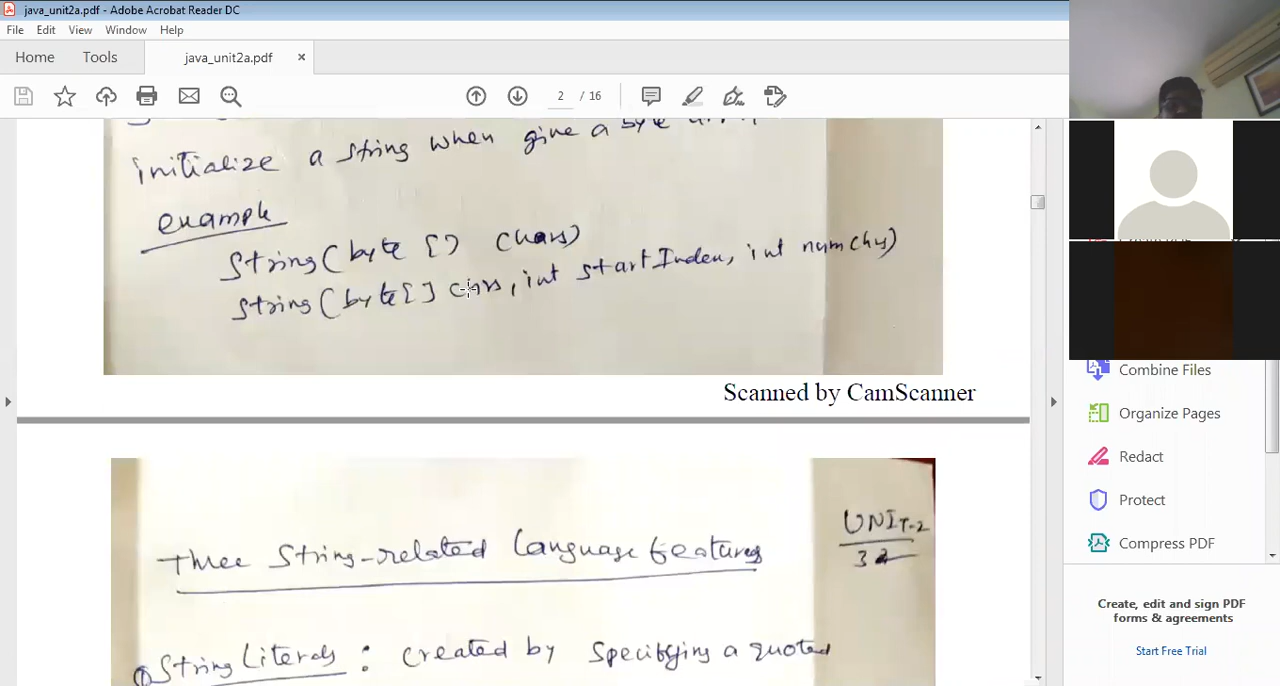 java_unit2a.pdf - Adobe Acrobat Reader DC
File Edit View Window Help
Home Tools java_unit2a.pdf ×
2 / 16
initialize a string when give a byte
example
String(byte [] chars)
String(byte[] chrs, int startIndex, int numchrs)
Scanned by CamScanner
UNIT-2
3
Three String-related Language features
① String Literals : created by Specifying a quoted
Combine Files
Organize Pages
Redact
Protect
Compress PDF
Create, edit and sign PDF
forms & agreements
Start Free Trial